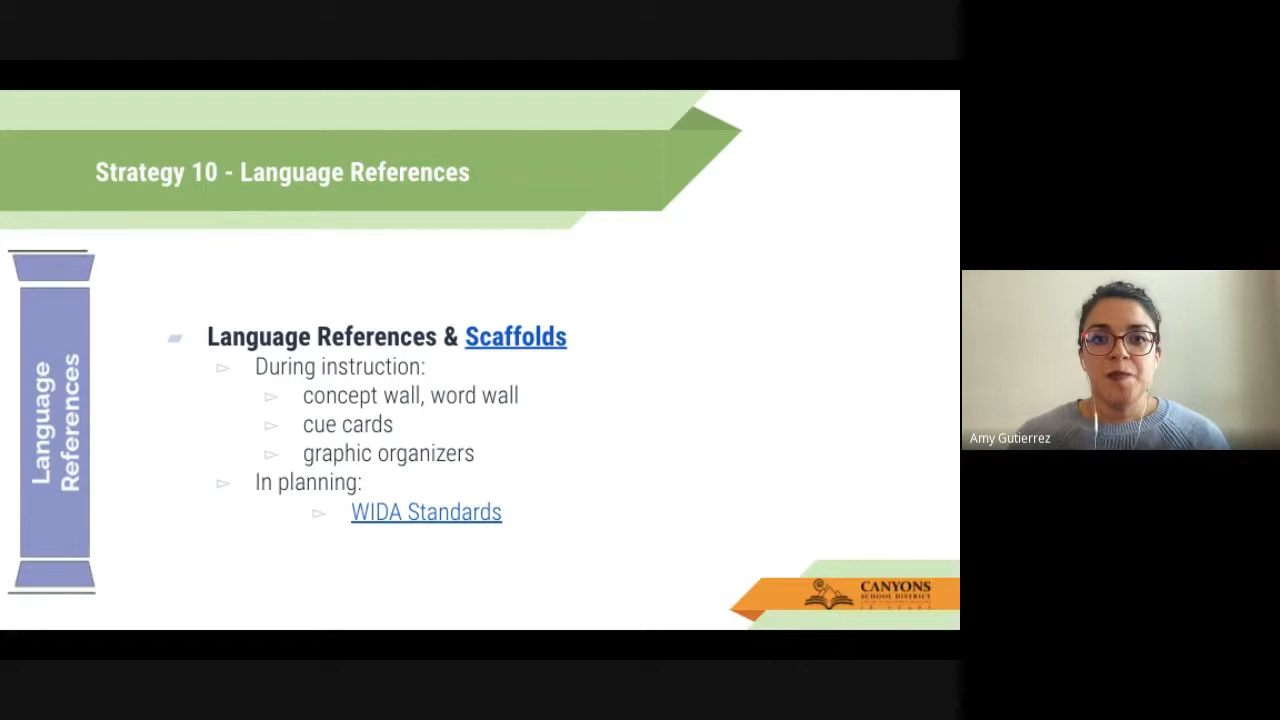 Strategy 10 - Language References
Language
References
Language References & Scaffolds
During instruction:
concept wall, word wall
cue cards
graphic organizers
In planning:
WIDA Standards
CANYONS
SCHOOL DISTRICT
Amy Gutierrez